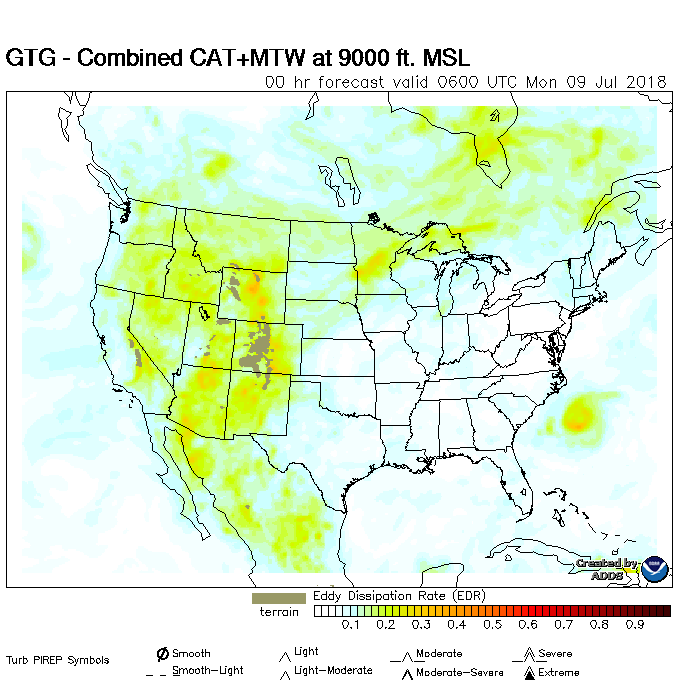 GTG - Combined CAT+MTW at 9000 ft. MSL
00 hr forecast valid 0600 UTC Mon 09 Jul 2018
Created by
ADDS
Eddy Dissipation Rate (EDR)
terrain
0.1 0.2 0.3 0.4 0.5 0.6 0.7 0.8 0.9
Turb PIREP Symbols
Smooth Light Moderate Severe
Smooth-Light Light-Moderate Moderate-Severe Extreme